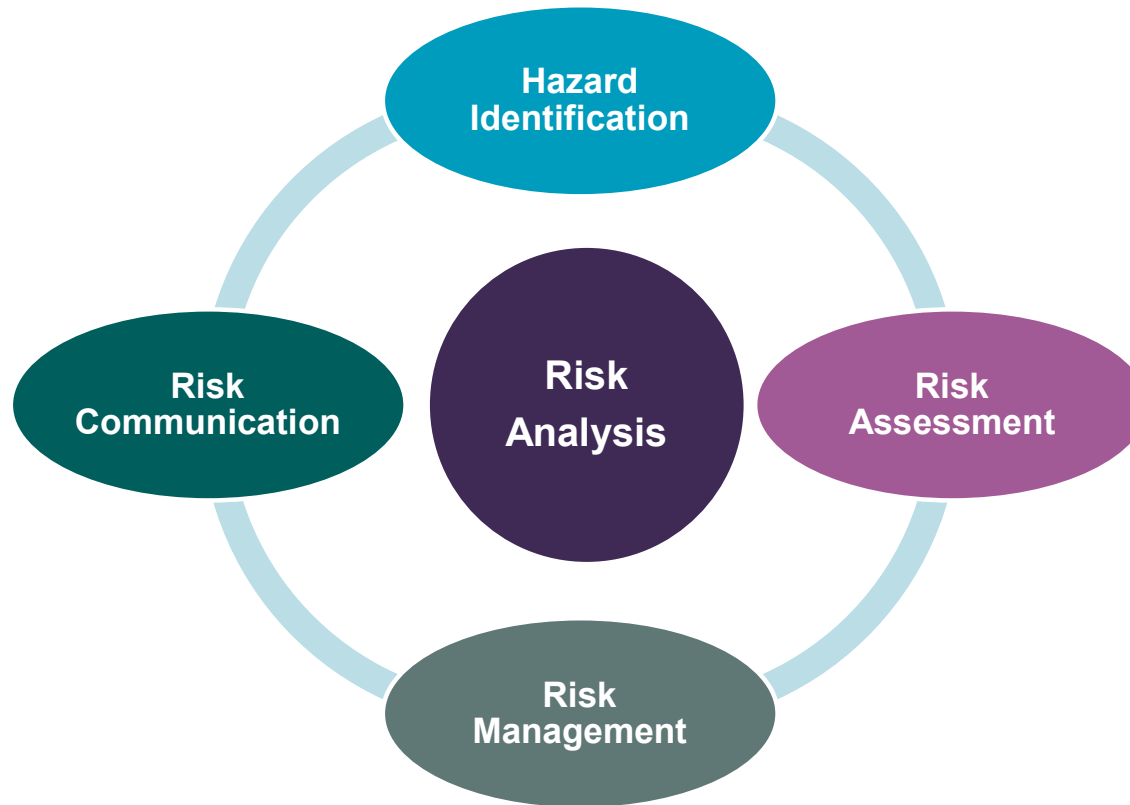 Hazard
Identification
Risk
Communication
Risk
Analysis
Risk
Assessment
Risk
Management